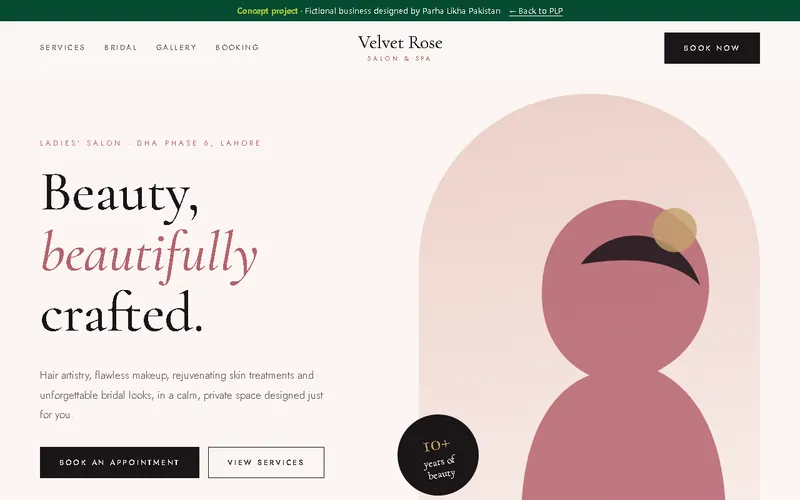 Concept project · Fictional business designed by Parha Likha Pakistan ← Back to PLP
SERVICES BRIDAL GALLERY BOOKING
Velvet Rose
SALON & SPA
BOOK NOW
LADIES' SALON · DHA PHASE 6, LAHORE
Beauty,
beautifully
crafted.
Hair artistry, flawless makeup, rejuvenating skin treatments and
unforgettable bridal looks, in a calm, private space designed just
for you.
BOOK AN APPOINTMENT
VIEW SERVICES
10+
years of
beauty